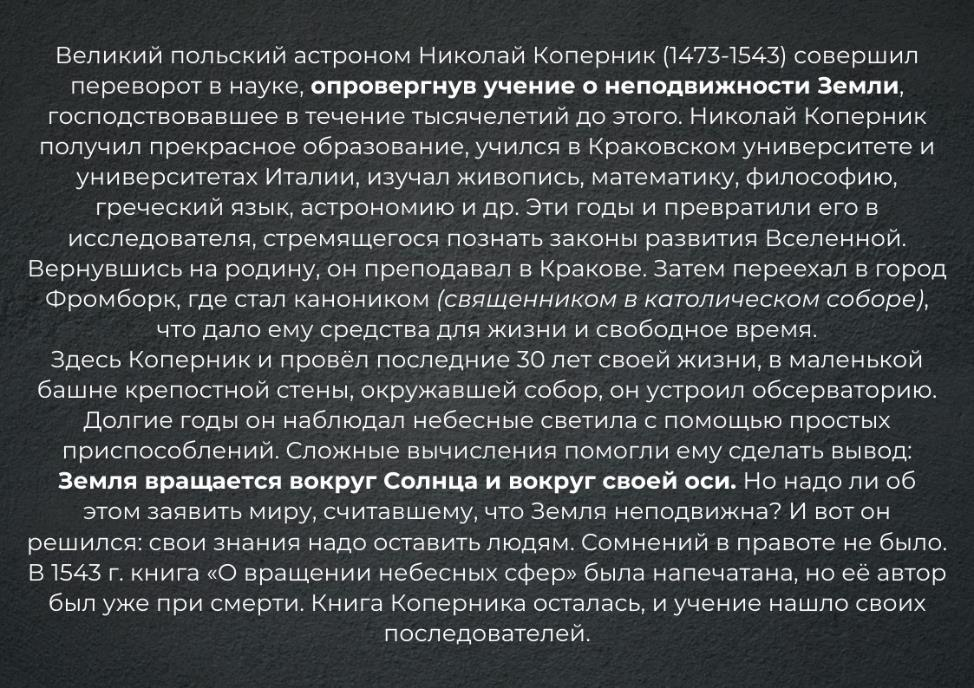 Великий польский астроном Николай Коперник (1473-1543) совершил
переворот в науке, опровергнув учение о неподвижности Земли,
господствовавшее в течение тысячелетий до этого. Николай Коперник
получил прекрасное образование, учился в Краковском университете и
университетах Италии, изучал живопись, математику, философию,
греческий язык, астрономию и др. Эти годы и превратили его в
исследователя, стремящегося познать законы развития Вселенной.
Вернувшись на родину, он преподавал в Кракове. Затем переехал в город
Фромборк, где стал каноником (священником в католическом соборе),
что дало ему средства для жизни и свободное время.
Здесь Коперник и провёл последние 30 лет своей жизни, в маленькой
башне крепостной стены, окружавшей собор, он устроил обсерваторию.
Долгие годы он наблюдал небесные светила с помощью простых
приспособлений. Сложные вычисления помогли ему сделать вывод:
Земля вращается вокруг Солнца и вокруг своей оси. Но надо ли об
этом заявить миру, считавшему, что Земля неподвижна? И вот он
решился: свои знания надо оставить людям. Сомнений в правоте не было.
В 1543 г. книга «О вращении небесных сфер» была напечатана, но её автор
был уже при смерти. Книга Коперника осталась, и учение нашло своих
последователей.